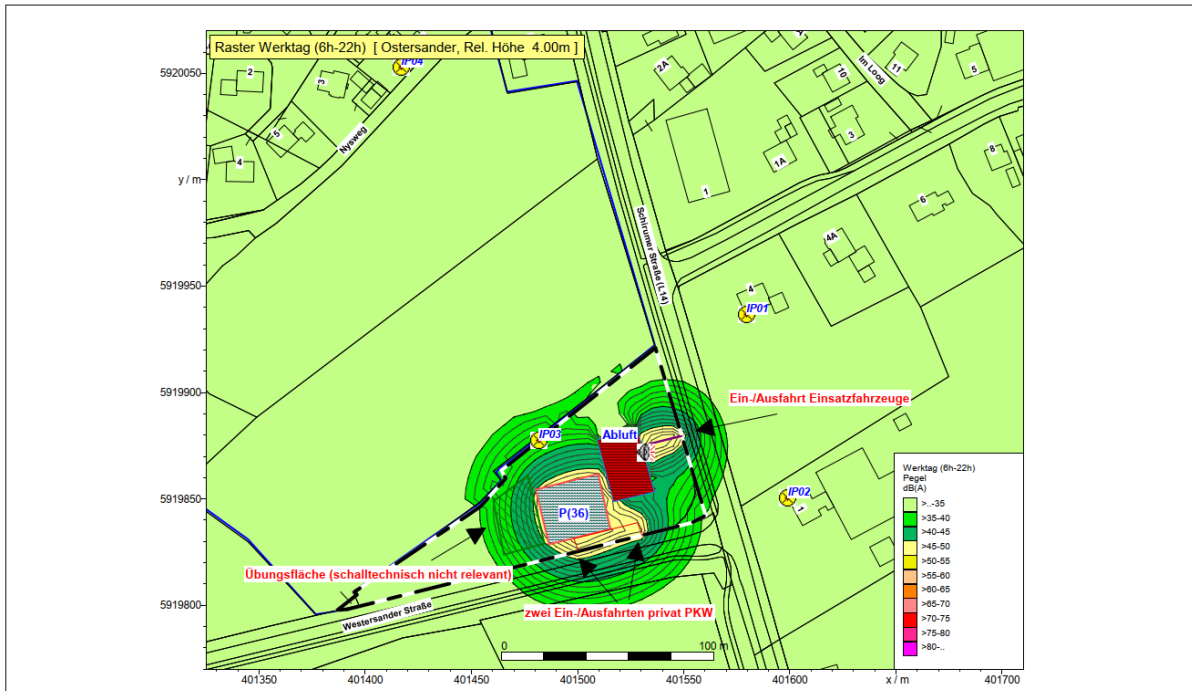 Raster Werktag (6h-22h) [ Ostersander, Rel. Höhe 4.00m ]
5920050
y / m
5919950
5919900
5919850
5919800
2
3
5
4
Nysweg
IP04
2A
1
1A
3
10
11
Im Loog
5
8
6
4A
4
IP01
Schirumer Straße (L14)
Ein-/Ausfahrt Einsatzfahrzeuge
Abluft
IP03
IP02
1
P(36)
Übungsfläche (schalltechnisch nicht relevant)
zwei Ein-/Ausfahrten privat PKW
Westersander Straße
0
100 m
Werktag (6h-22h)
Pegel
dB(A)
>..-35
>35-40
>40-45
>45-50
>50-55
>55-60
>60-65
>65-70
>70-75
>75-80
>80-..
401350
401400
401450
401500
401550
401600
x / m
401700